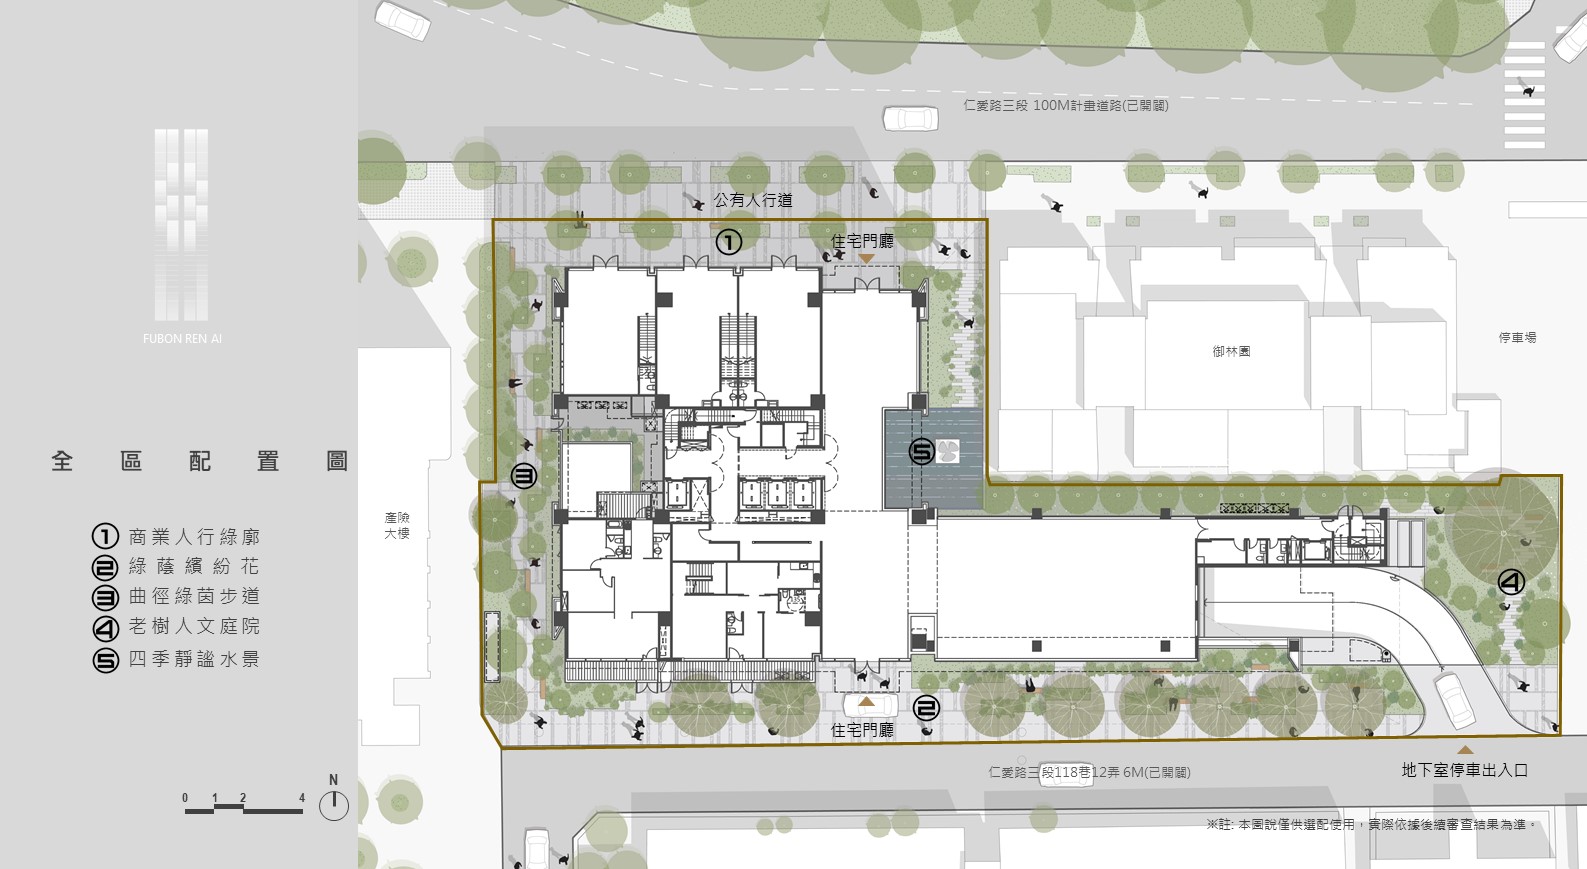 仁愛路三段 100M計畫道路(已開闢)
公有人行道
①
住宅門廳
FUBON REN AI
御林園
停車場
全區配置圖
⑤
③
產險
大樓
① 商業人行綠廓
② 綠蔭繽紛花
③ 曲徑綠茵步道
④ 老樹人文庭院
⑤ 四季靜謐水景
④
②
住宅門廳
仁愛路三段118巷12弄 6M(已開闢)
地下室停車出入口
N
0 1 2 4
※註: 本圖說僅供選配使用，實際依據後續審查結果為準。